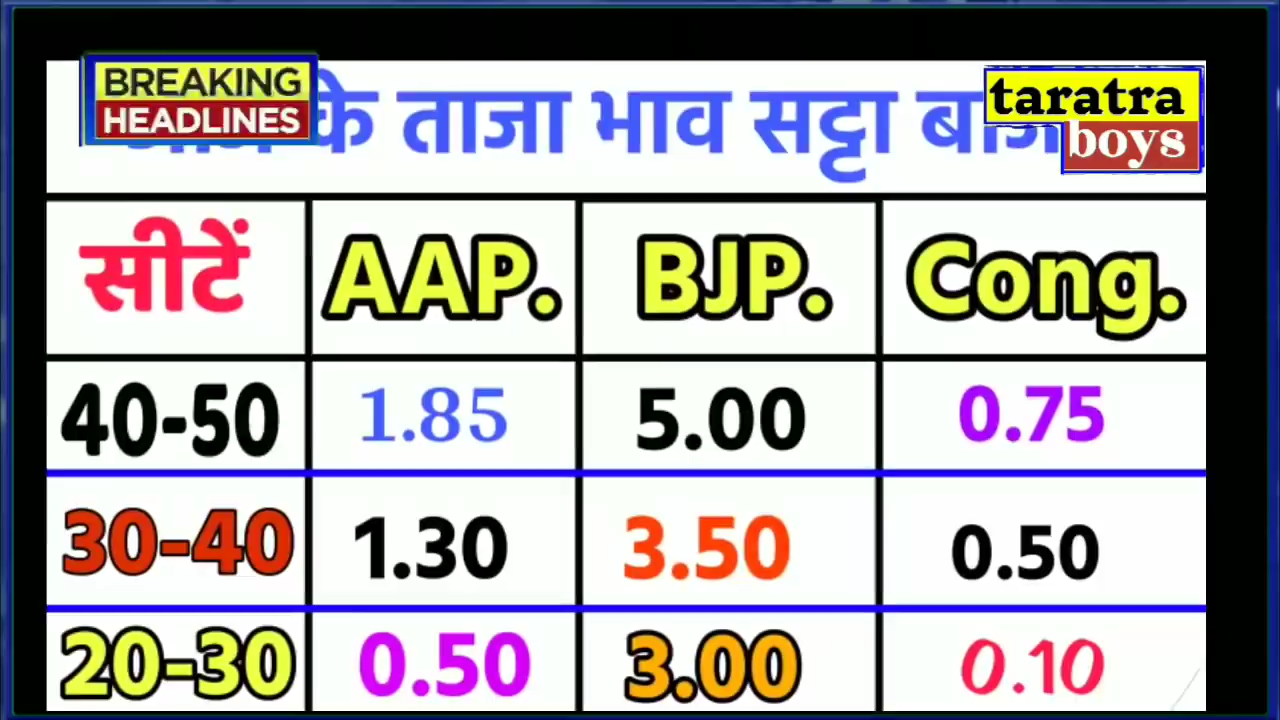 BREAKING
HEADLINES
के ताजा भाव सट्टा
taratra
boys
सीटें AAP. BJP. Cong.
40-50 1.85 5.00 0.75
30-40 1.30 3.50 0.50
20-30 0.50 3.00 0.10